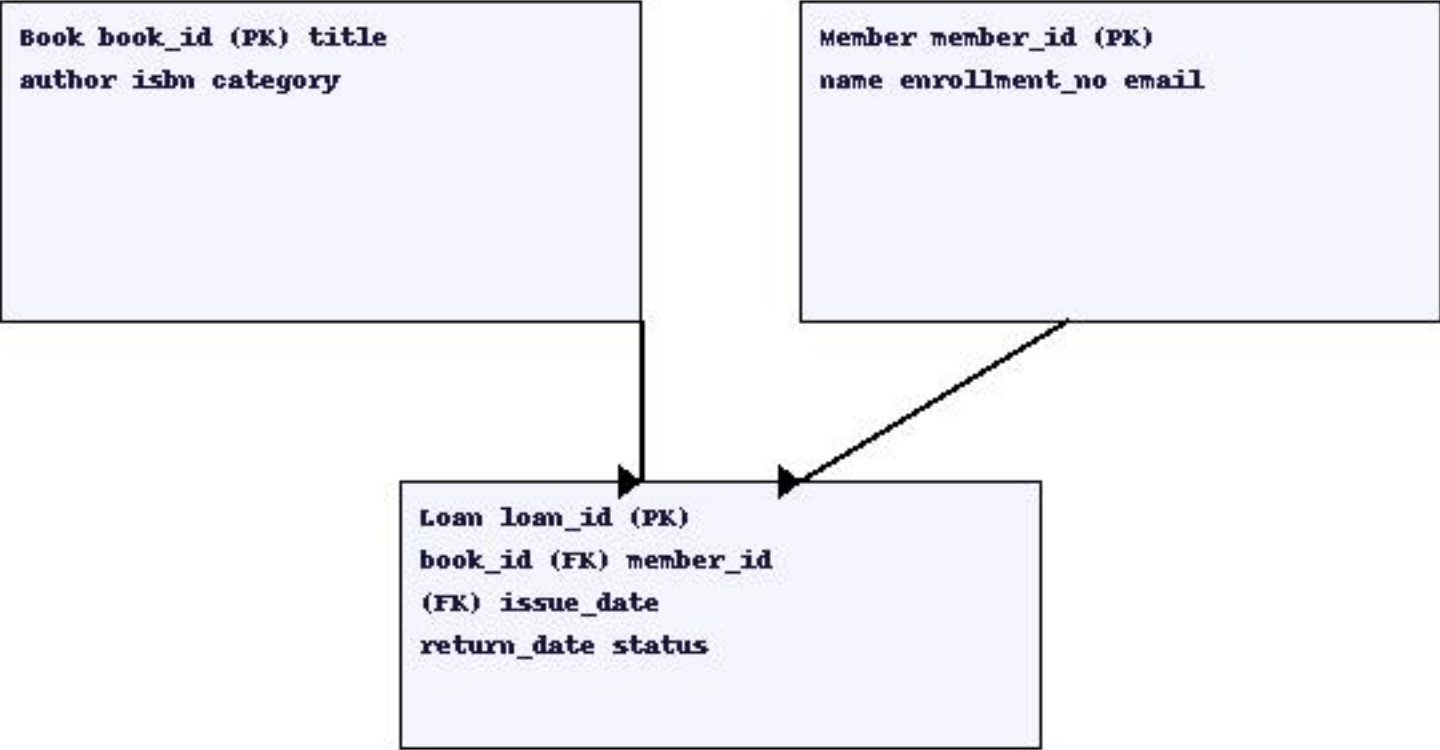 Book book_id (PK) title
author isbn category
Member member_id (PK)
name enrollment_no email
Loan loan_id (PK)
book_id (FK) member_id
(FK) issue_date
return_date status